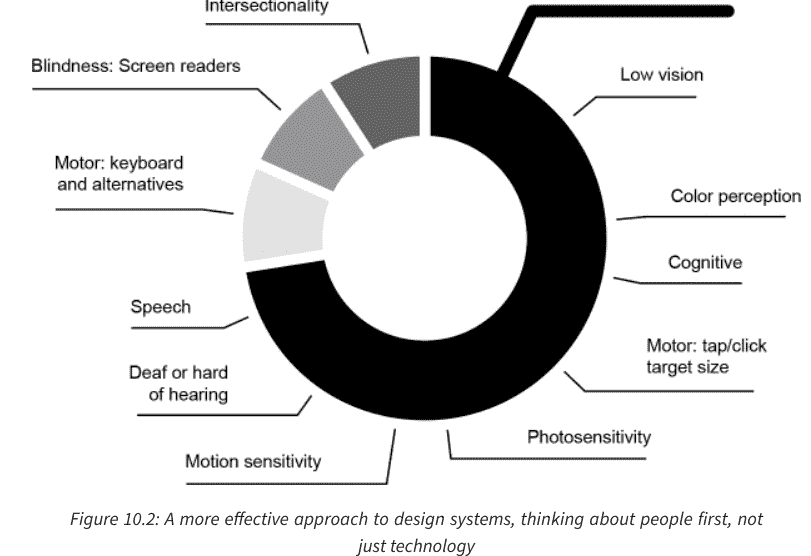 Intersectionality
Blindness: Screen readers
Low vision
Motor: keyboard
and alternatives
Color perception
Cognitive
Speech
Motor: tap/click
target size
Deaf or hard
of hearing
Photosensitivity
Motion sensitivity
Figure 10.2: A more effective approach to design systems, thinking about people first, not
just technology